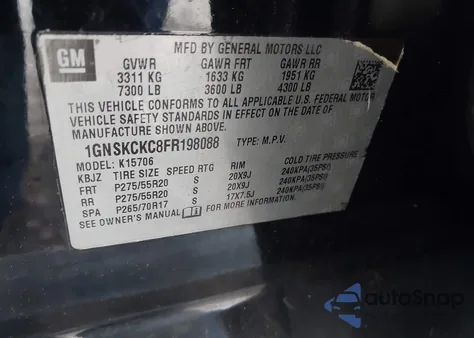 GM
MFD BY GENERAL MOTORS LLC
GVWR GAWR FRT GAWR RR
3311 KG 1633 KG 1951 KG
7300 LB 3600 LB 4300 LB
THIS VEHICLE CONFORMS TO ALL APPLICABLE U.S. FEDERAL MOTOR
VEHICLE SAFETY STANDARDS IN EFFECT ON THE DATE OF
MANUFACTURE SHOWN ABOVE.
1GNSKCKC8FR198088 TYPE: M.P.V.
MODEL: K15706
KBJZ TIRE SIZE SPEED RTG RIM COLD TIRE PRESSURE
FRT P275/55R20 S 20X9J 240KPA(35PSI)
RR P275/55R20 S 20X9J 240KPA(35PSI)
SPA P265/70R17 S 17X7.5J 240KPA(35PSI)
SEE OWNER'S MANUAL FOR MORE INFORMATION.
autoSnap